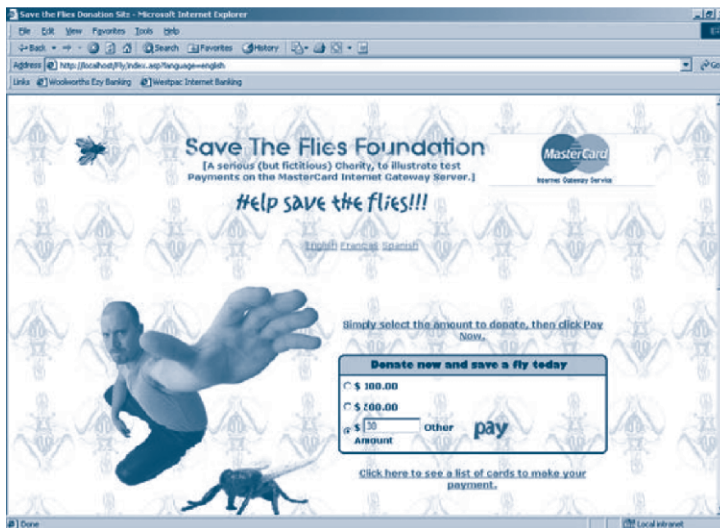 Save the Flies Donation Site - Microsoft Internet Explorer
File Edit View Favorites Tools Help
Back Search Favorites History
Address http://localhost/Fly/index.asp?language=english Go
Links Woolworths Ezy Banking Westpac Internet Banking
Save The Flies Foundation
[A serious (but fictitious) Charity, to illustrate test
Payments on the MasterCard Internet Gateway Server.]
MasterCard
Internet Gateway Service
Help save the flies!!!
English Francais Spanish
Simply select the amount to donate, then click Pay
Now.
Donate now and save a fly today
$ 100.00
$ 200.00
$ 30 Other
Amount
pay
Click here to see a list of cards to make your
payment.
Done Local intranet